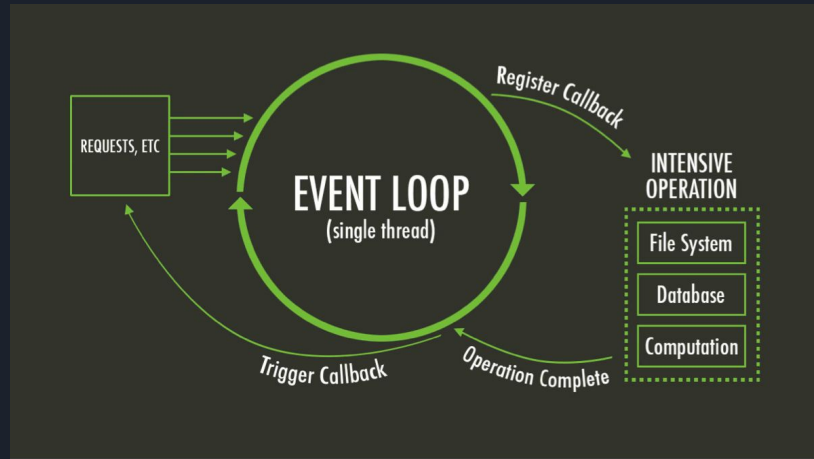 REQUESTS, ETC
EVENT LOOP
(single thread)
Register Callback
INTENSIVE
OPERATION
File System
Database
Computation
Operation Complete
Trigger Callback